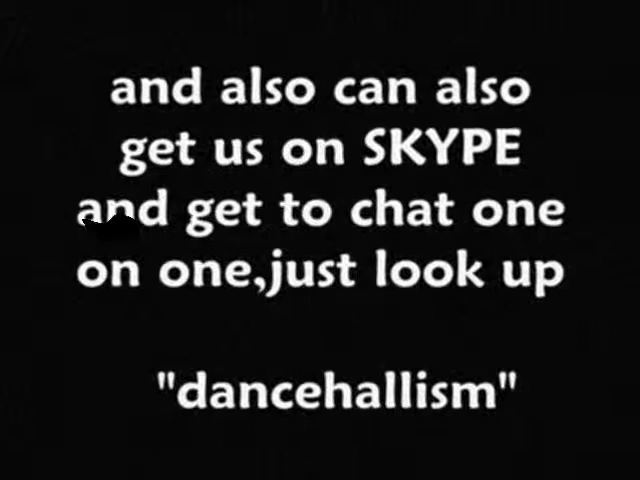 and also can also
get us on SKYPE
and get to chat one
on one,just look up
"dancehallism"